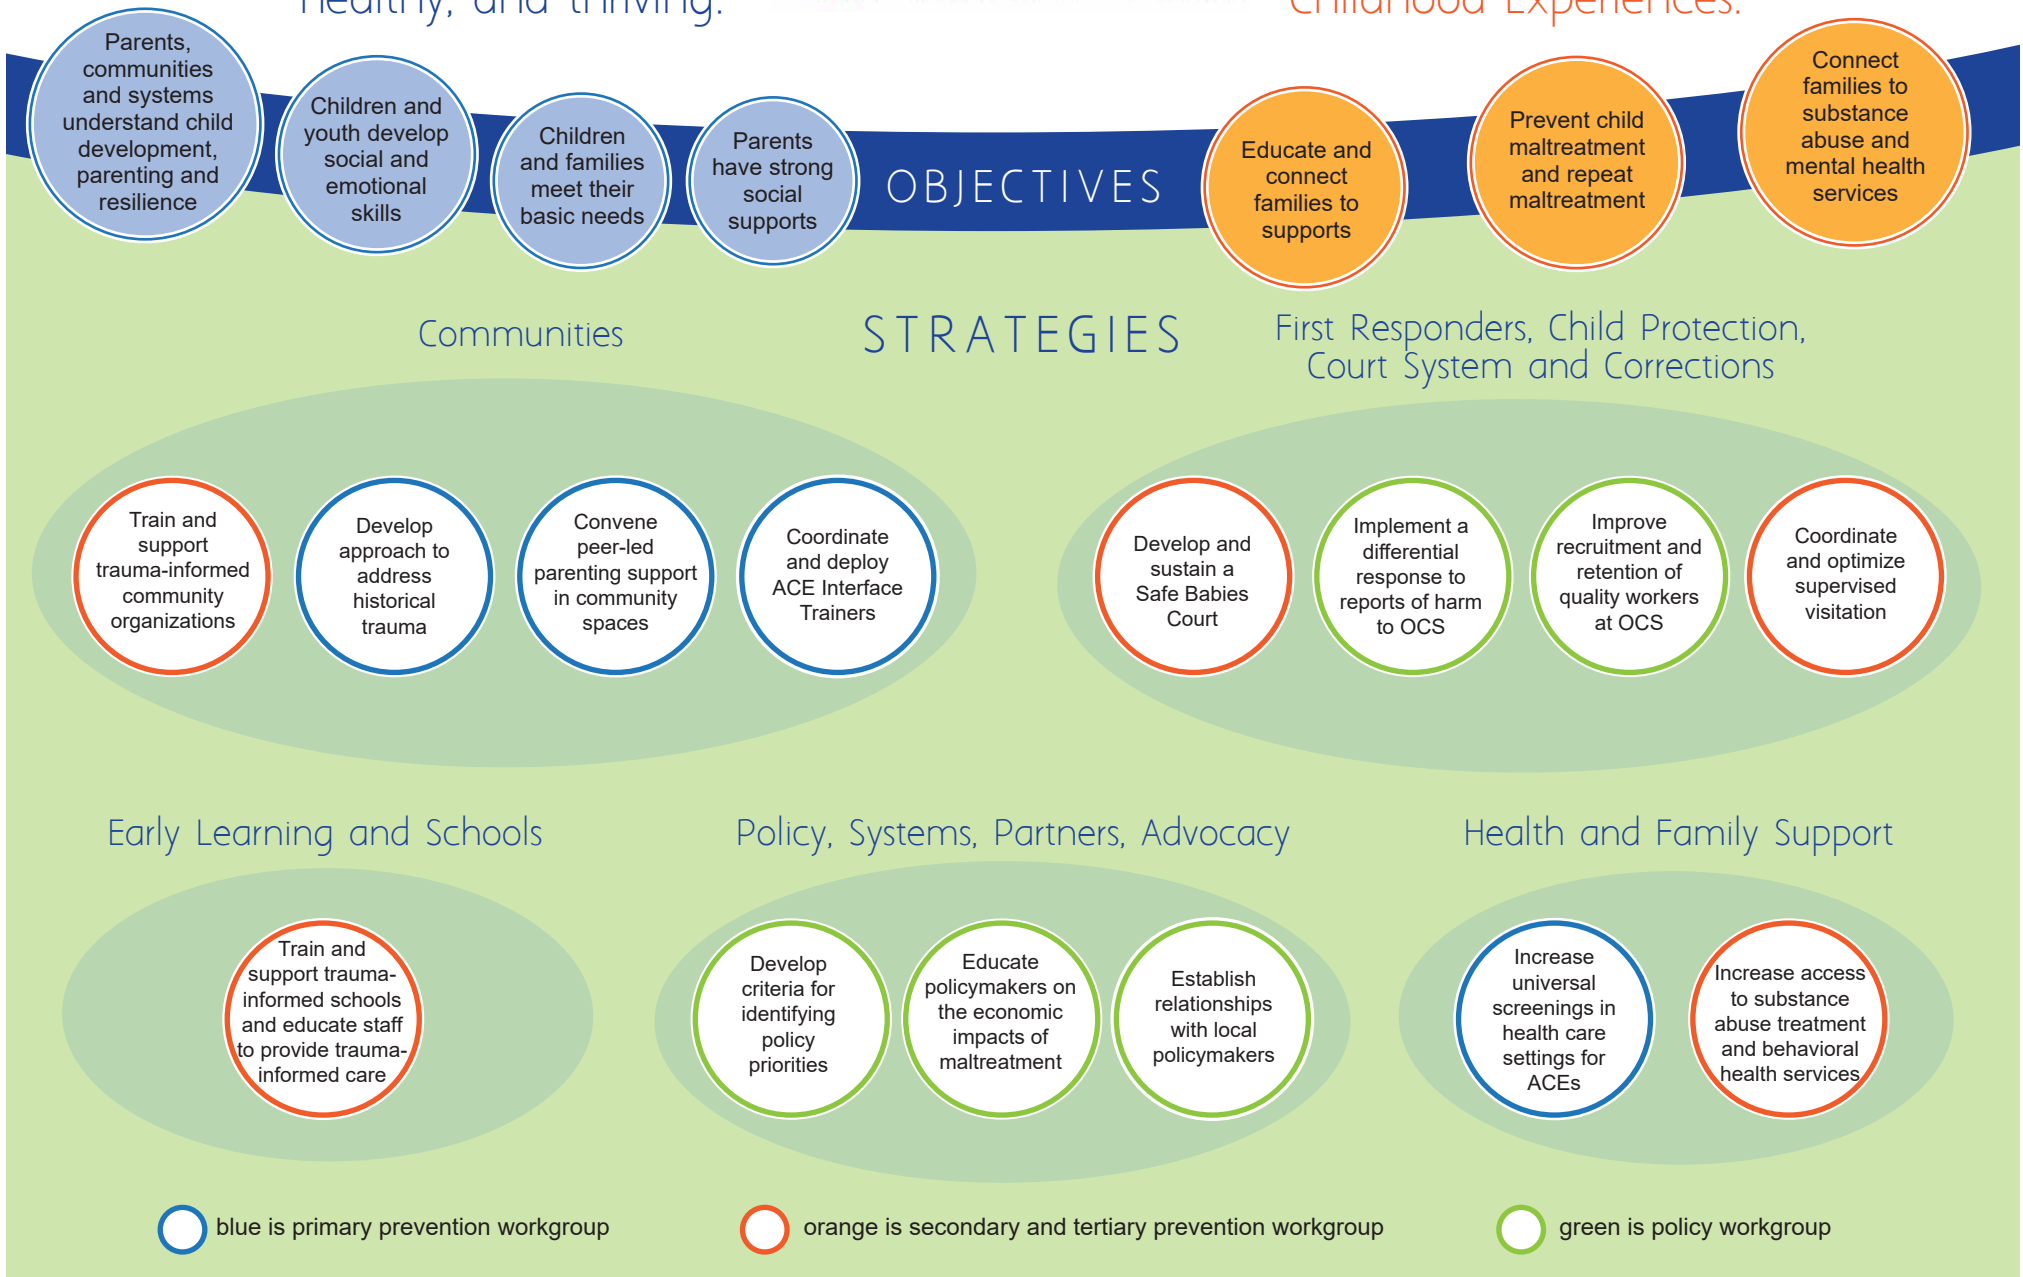 Healthy, and thriving.
Childhood Experiences.
Parents,
communities
and systems
understand child
development,
parenting and
resilience
Children and
youth develop
social and
emotional
skills
Children
and families
meet their
basic needs
Parents
have strong
social
supports
OBJECTIVES
Educate and
connect
families to
supports
Prevent child
maltreatment
and repeat
maltreatment
Connect
families to
substance
abuse and
mental health
services
STRATEGIES
Communities
Train and
support
trauma-informed
community
organizations
Develop
approach to
address
historical
trauma
Convene
peer-led
parenting support
in community
spaces
Coordinate
and deploy
ACE Interface
Trainers
First Responders, Child Protection,
Court System and Corrections
Develop and
sustain a
Safe Babies
Court
Implement a
differential
response to
reports of harm
to OCS
Improve
recruitment and
retention of
quality workers
at OCS
Coordinate
and optimize
supervised
visitation
Early Learning and Schools
Train and
support trauma-
informed schools
and educate staff
to provide trauma-
informed care
Policy, Systems, Partners, Advocacy
Develop
criteria for
identifying
policy
priorities
Educate
policymakers on
the economic
impacts of
maltreatment
Establish
relationships
with local
policymakers
Health and Family Support
Increase
universal
screenings in
health care
settings for
ACEs
Increase access
to substance
abuse treatment
and behavioral
health services
blue is primary prevention workgroup
orange is secondary and tertiary prevention workgroup
green is policy workgroup